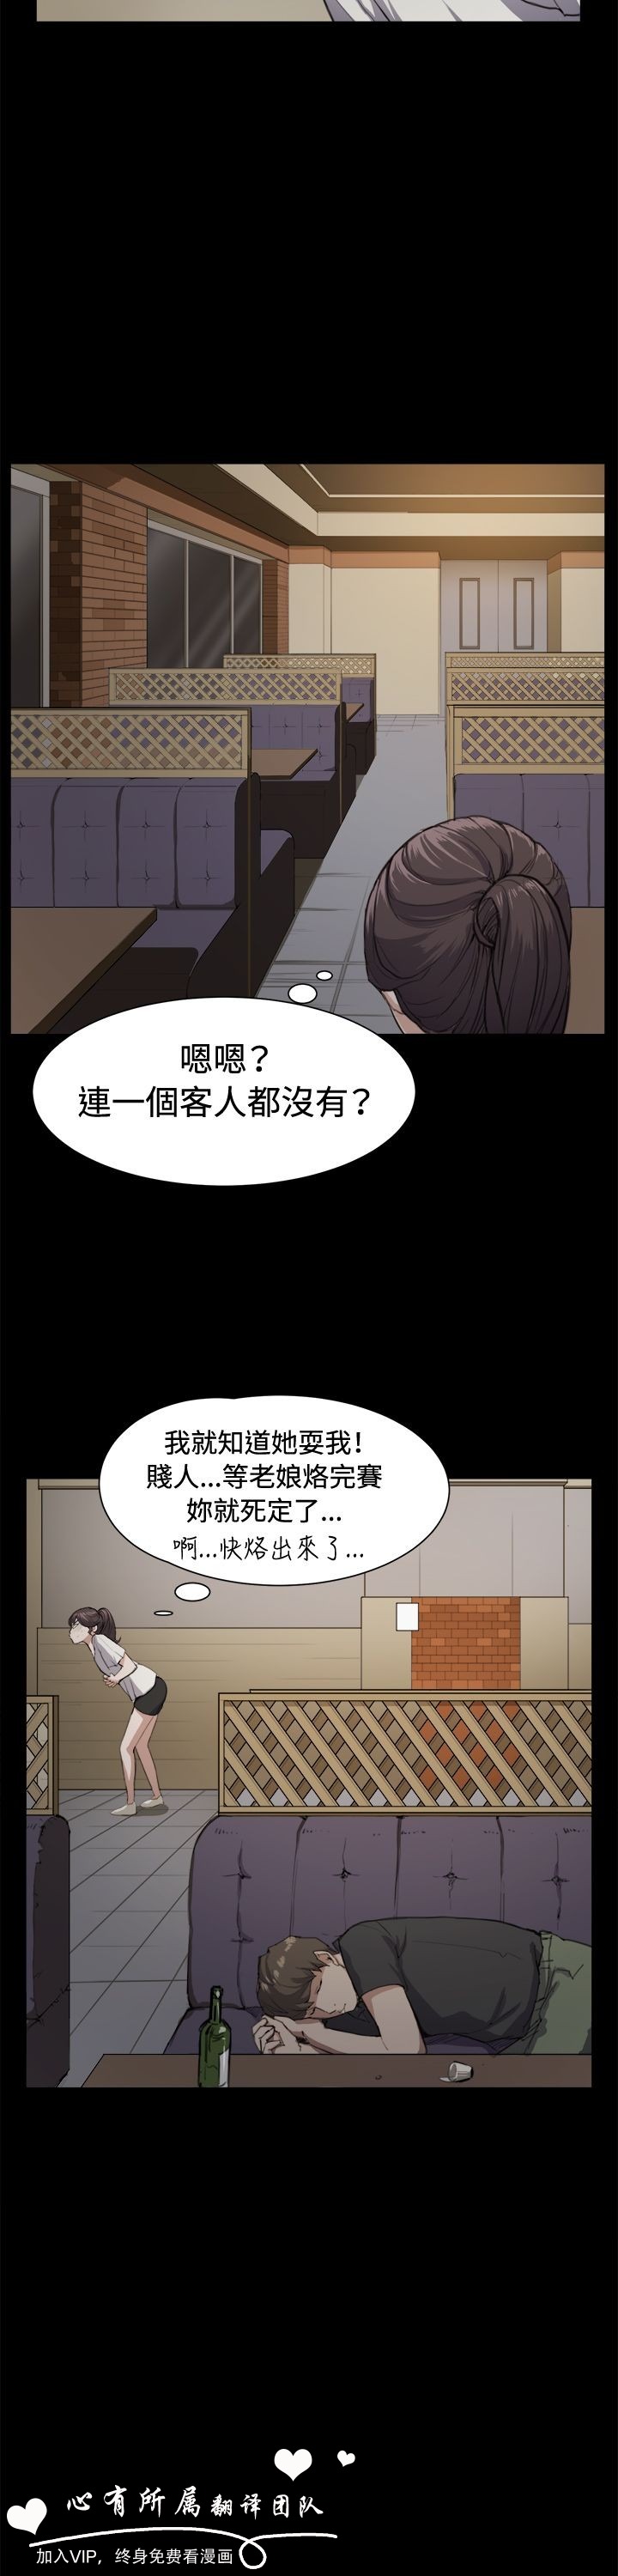 嗯嗯？
連一個客人都沒有？
我就知道她耍我！
賤人...等老娘烙完賽
妳就死定了...
啊...快烙出來了...
心有所属翻译团队
加入VIP，终身免费看漫画